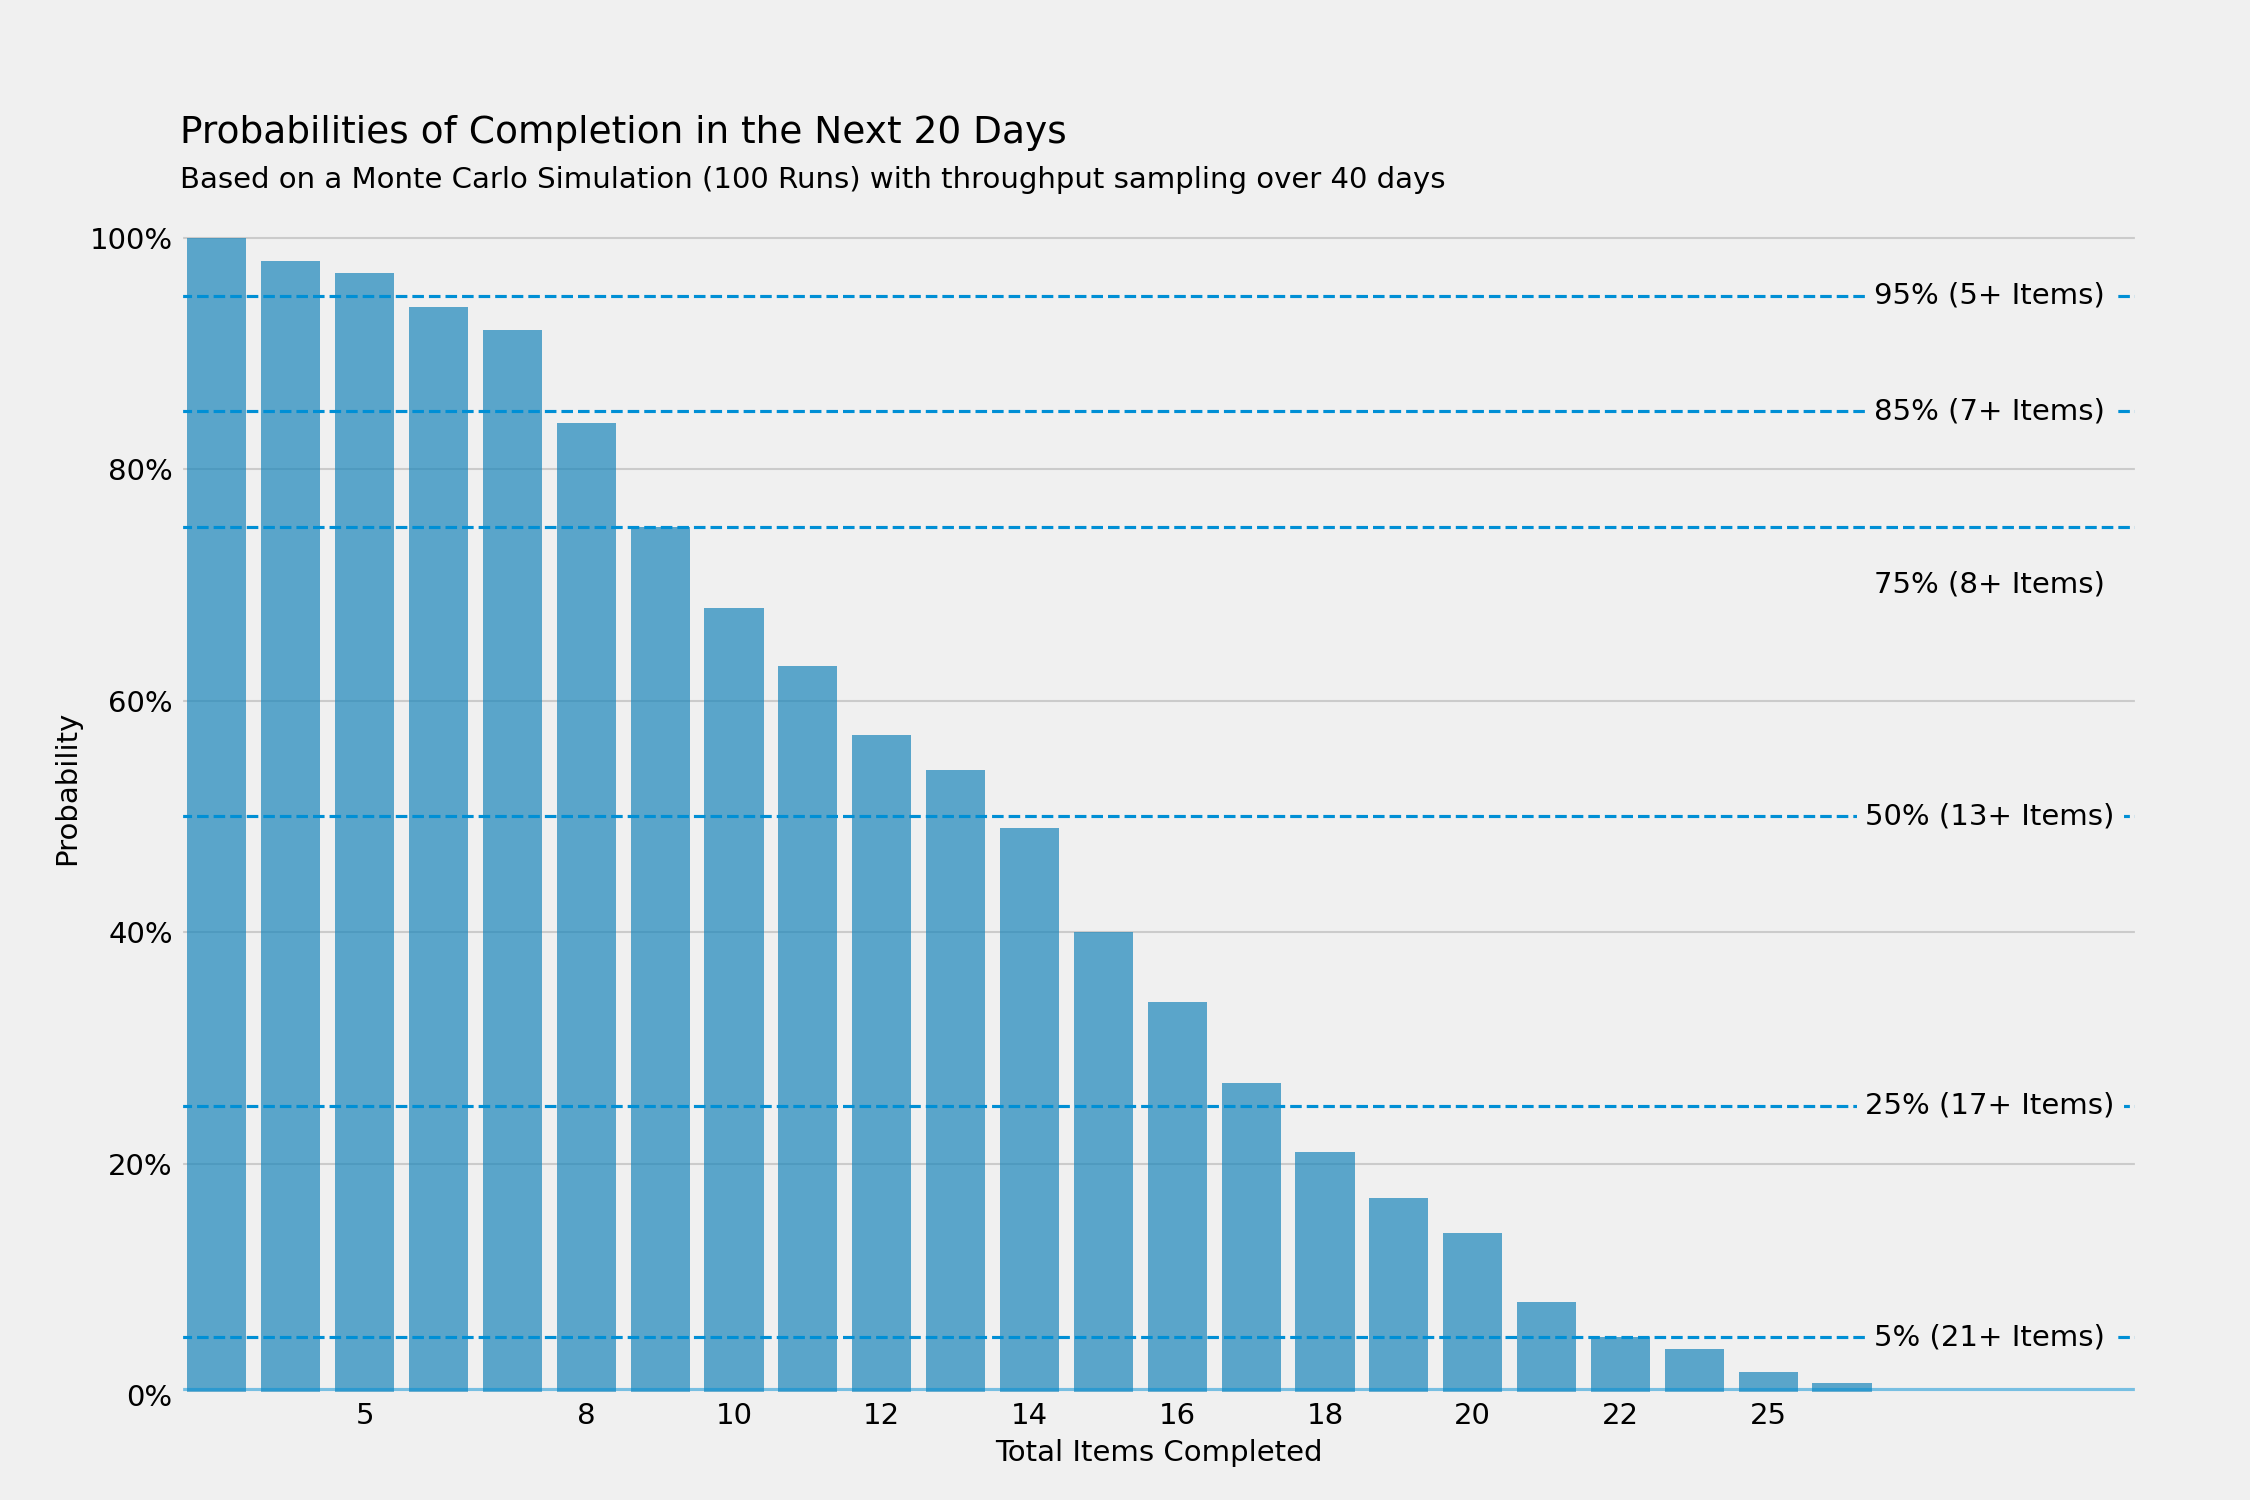 Probabilities of Completion in the Next 20 Days
Based on a Monte Carlo Simulation (100 Runs) with throughput sampling over 40 days
100%
95% (5+ Items)
85% (7+ Items)
80%
75% (8+ Items)
60%
Probability
50% (13+ Items)
40%
25% (17+ Items)
20%
5% (21+ Items)
0%
5 8 10 12 14 16 18 20 22 25
Total Items Completed